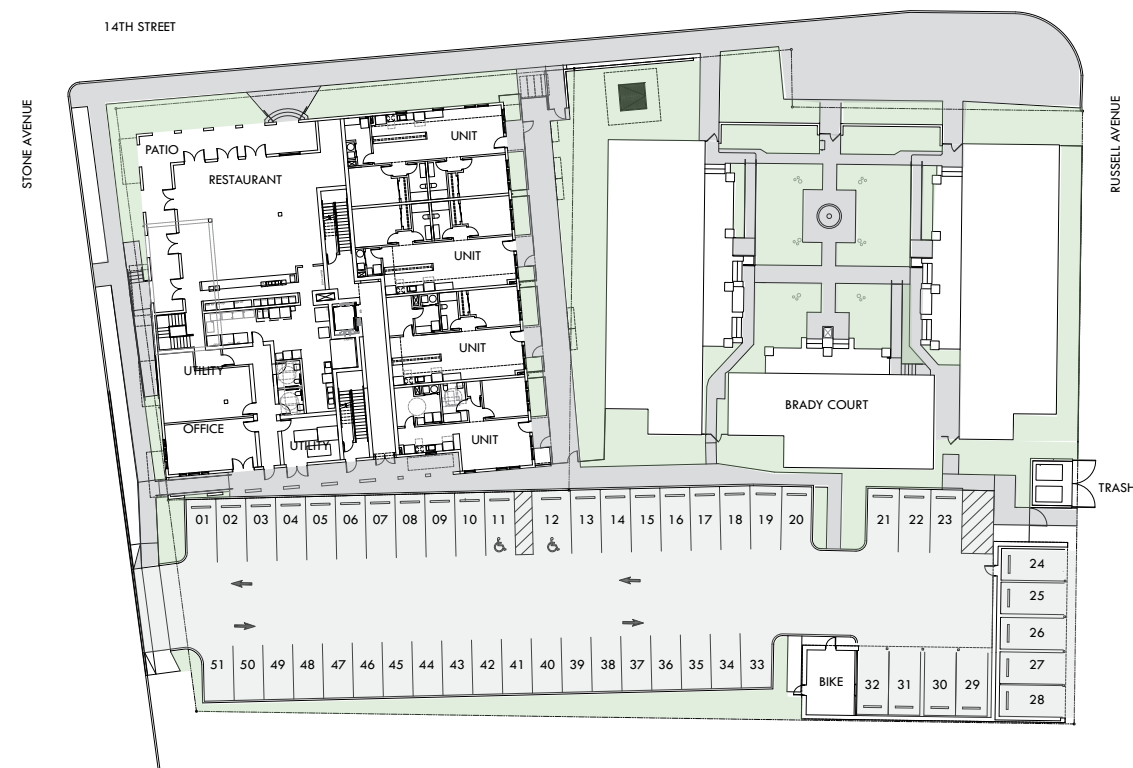 14TH STREET
STONE AVENUE
RUSSELL AVENUE
PATIO
UNIT
RESTAURANT
UNIT
UNIT
UTILITY
BRADY COURT
OFFICE
UNIT
UTILITY
TRASH
01 02 03 04 05 06 07 08 09 10 11 12 13 14 15 16 17 18 19 20 21 22 23
24
25
26
27
28
51 50 49 48 47 46 45 44 43 42 41 40 39 38 37 36 35 34 33
BIKE
32 31 30 29